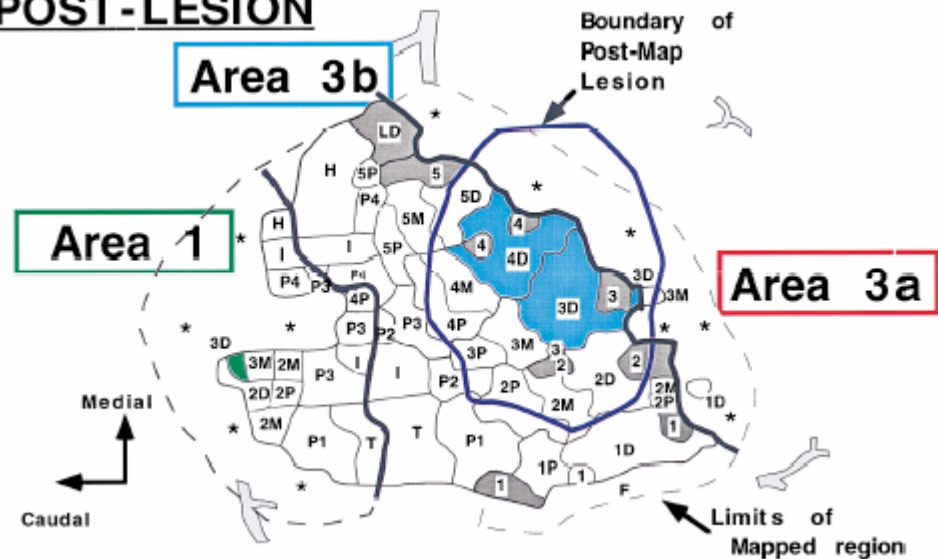 POST-LESION
Boundary of
Post-Map
Lesion
Area 3b
*
LD
H 5P 5
P4 5M 5D * 4
Area 1 * H
I I 5P 4 4D *
P4 P3 P4 4M 3 3D 3M
Area 3a
4P 3D
* * P3 P2 P3 4P * *
3D 3M 2M P3 I I 3P 3M 3
2 2
2D 2P P2 2P 2D 2M 1D
2P
Medial
2M 2M 1 *
* P1 T T P1 1D
1P 1
* 1 F
Caudal
Limits of
Mapped region